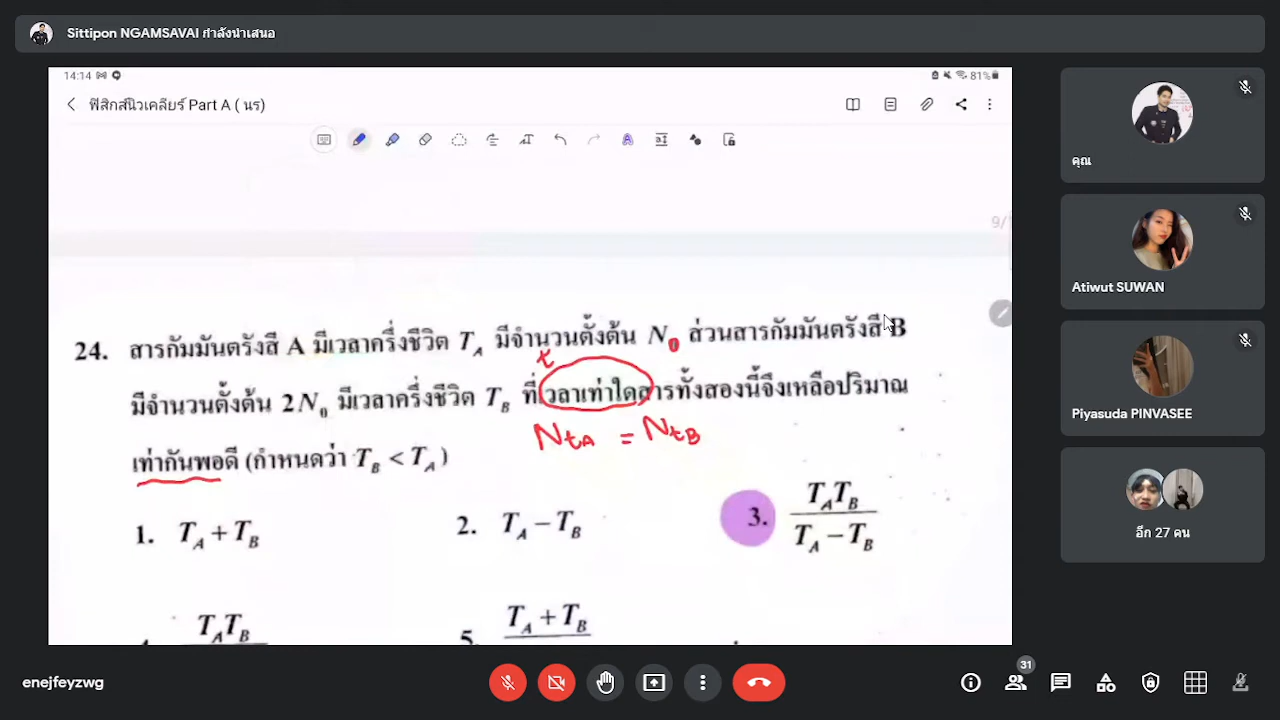 Sittipon NGAMSAVAI กำลังนำเสนอ
14:14
81%
ฟิสิกส์นิวเคลียร์ Part A ( นร)
9/
24. สารกัมมันตรังสี A มีเวลาครึ่งชีวิต T_A มีจำนวนตั้งต้น N_0 ส่วนสารกัมมันตรังสี B
t
มีจำนวนตั้งต้น 2N_0 มีเวลาครึ่งชีวิต T_B ที่เวลาเท่าใดสารทั้งสองนี้จึงเหลือปริมาณ
N_tA = N_tB
เท่ากันพอดี (กำหนดว่า T_B < T_A)
1. T_A + T_B
2. T_A − T_B
3. T_A T_B / T_A − T_B
T_A T_B
5. T_A + T_B
คุณ
Atiwut SUWAN
Piyasuda PINVASEE
อีก 27 คน
enejfeyzwg
31